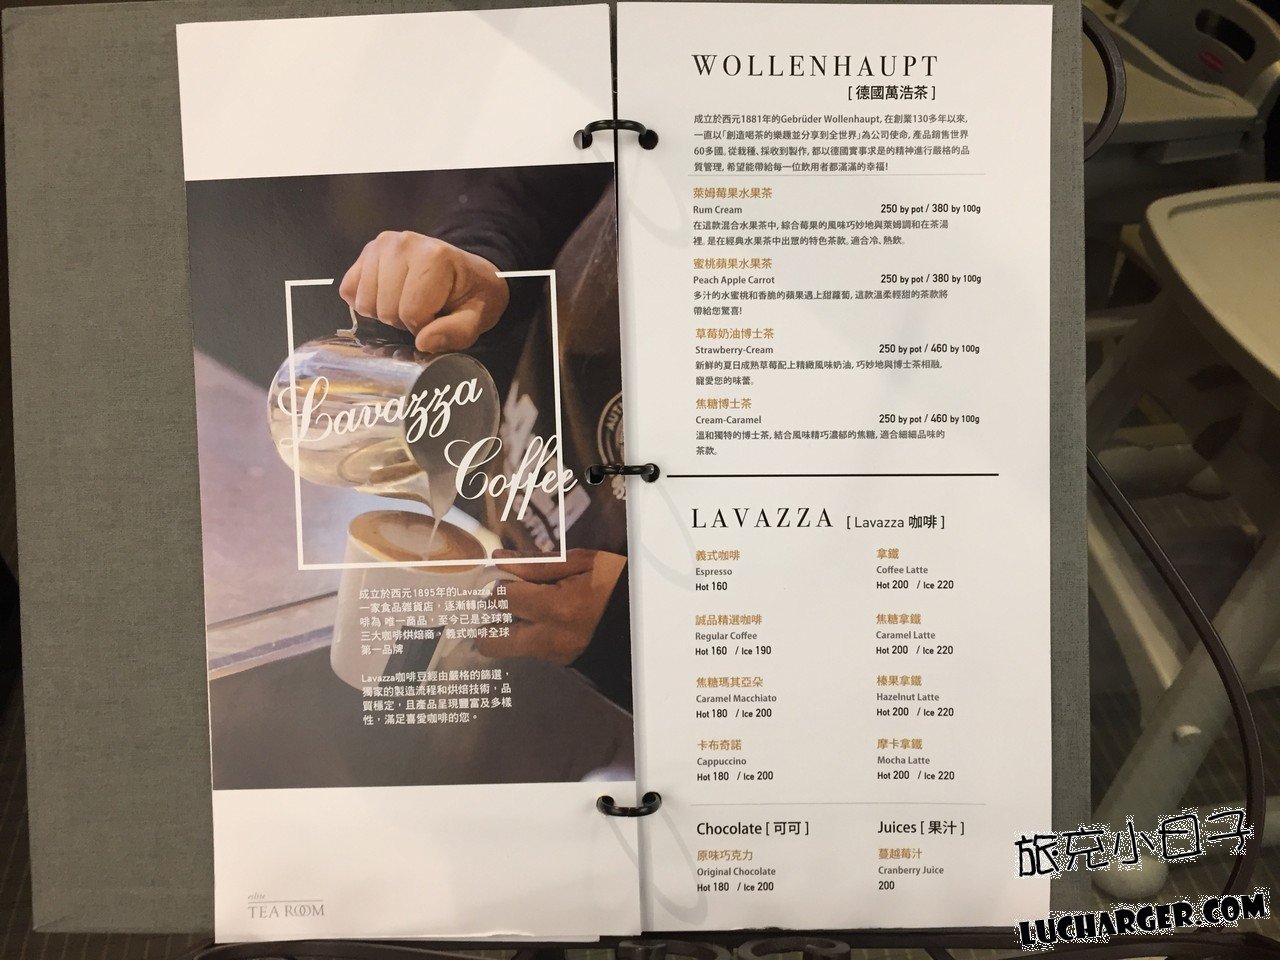 Lavazza
Coffee
成立於西元1895年的Lavazza, 由
一家食品雜貨店，逐漸轉向以咖
啡為 唯一商品，至今已是全球第
三大咖啡烘焙商，義式咖啡全球
第一品牌
Lavazza咖啡豆經由嚴格的篩選，
獨家的製造流程和烘焙技術，品
質穩定，且產品呈現豐富及多樣
性，滿足喜愛咖啡的您。
eslite
TEA ROOM
WOLLENHAUPT
[ 德國萬浩茶 ]
成立於西元1881年的Gebrüder Wollenhaupt, 在創業130多年以來,
一直以「創造喝茶的樂趣並分享到全世界」為公司使命, 產品銷售世界
60多國。從栽種、採收到製作, 都以德國實事求是的精神進行嚴格的品
質管理, 希望能帶給每一位飲用者都滿滿的幸福!
萊姆莓果水果茶
Rum Cream 250 by pot / 380 by 100g
在這款混合水果茶中, 綜合莓果的風味巧妙地與萊姆調和在茶湯
裡。是在經典水果茶中出眾的特色茶款。適合冷、熱飲。
蜜桃蘋果水果茶
Peach Apple Carrot 250 by pot / 380 by 100g
多汁的水蜜桃和香脆的蘋果遇上甜蘿蔔, 這款溫柔輕甜的茶款將
帶給您驚喜!
草莓奶油博士茶
Strawberry-Cream 250 by pot / 460 by 100g
新鮮的夏日成熟草莓配上精緻風味奶油, 巧妙地與博士茶相融,
寵愛您的味蕾。
焦糖博士茶
Cream-Caramel 250 by pot / 460 by 100g
溫和獨特的博士茶, 結合風味精巧濃郁的焦糖, 適合細細品味的
茶款。
LAVAZZA [ Lavazza 咖啡 ]
義式咖啡
Espresso
Hot 160
拿鐵
Coffee Latte
Hot 200 / Ice 220
誠品精選咖啡
Regular Coffee
Hot 160 / Ice 190
焦糖拿鐵
Caramel Latte
Hot 200 / Ice 220
焦糖瑪其亞朵
Caramel Macchiato
Hot 180 / Ice 200
榛果拿鐵
Hazelnut Latte
Hot 200 / Ice 220
卡布奇諾
Cappuccino
Hot 180 / Ice 200
摩卡拿鐵
Mocha Latte
Hot 200 / Ice 220
Chocolate [ 可可 ]
原味巧克力
Original Chocolate
Hot 180 / Ice 200
Juices [ 果汁 ]
蔓越莓汁
Cranberry Juice
200
旅充小日子
LUCHARGER.COM